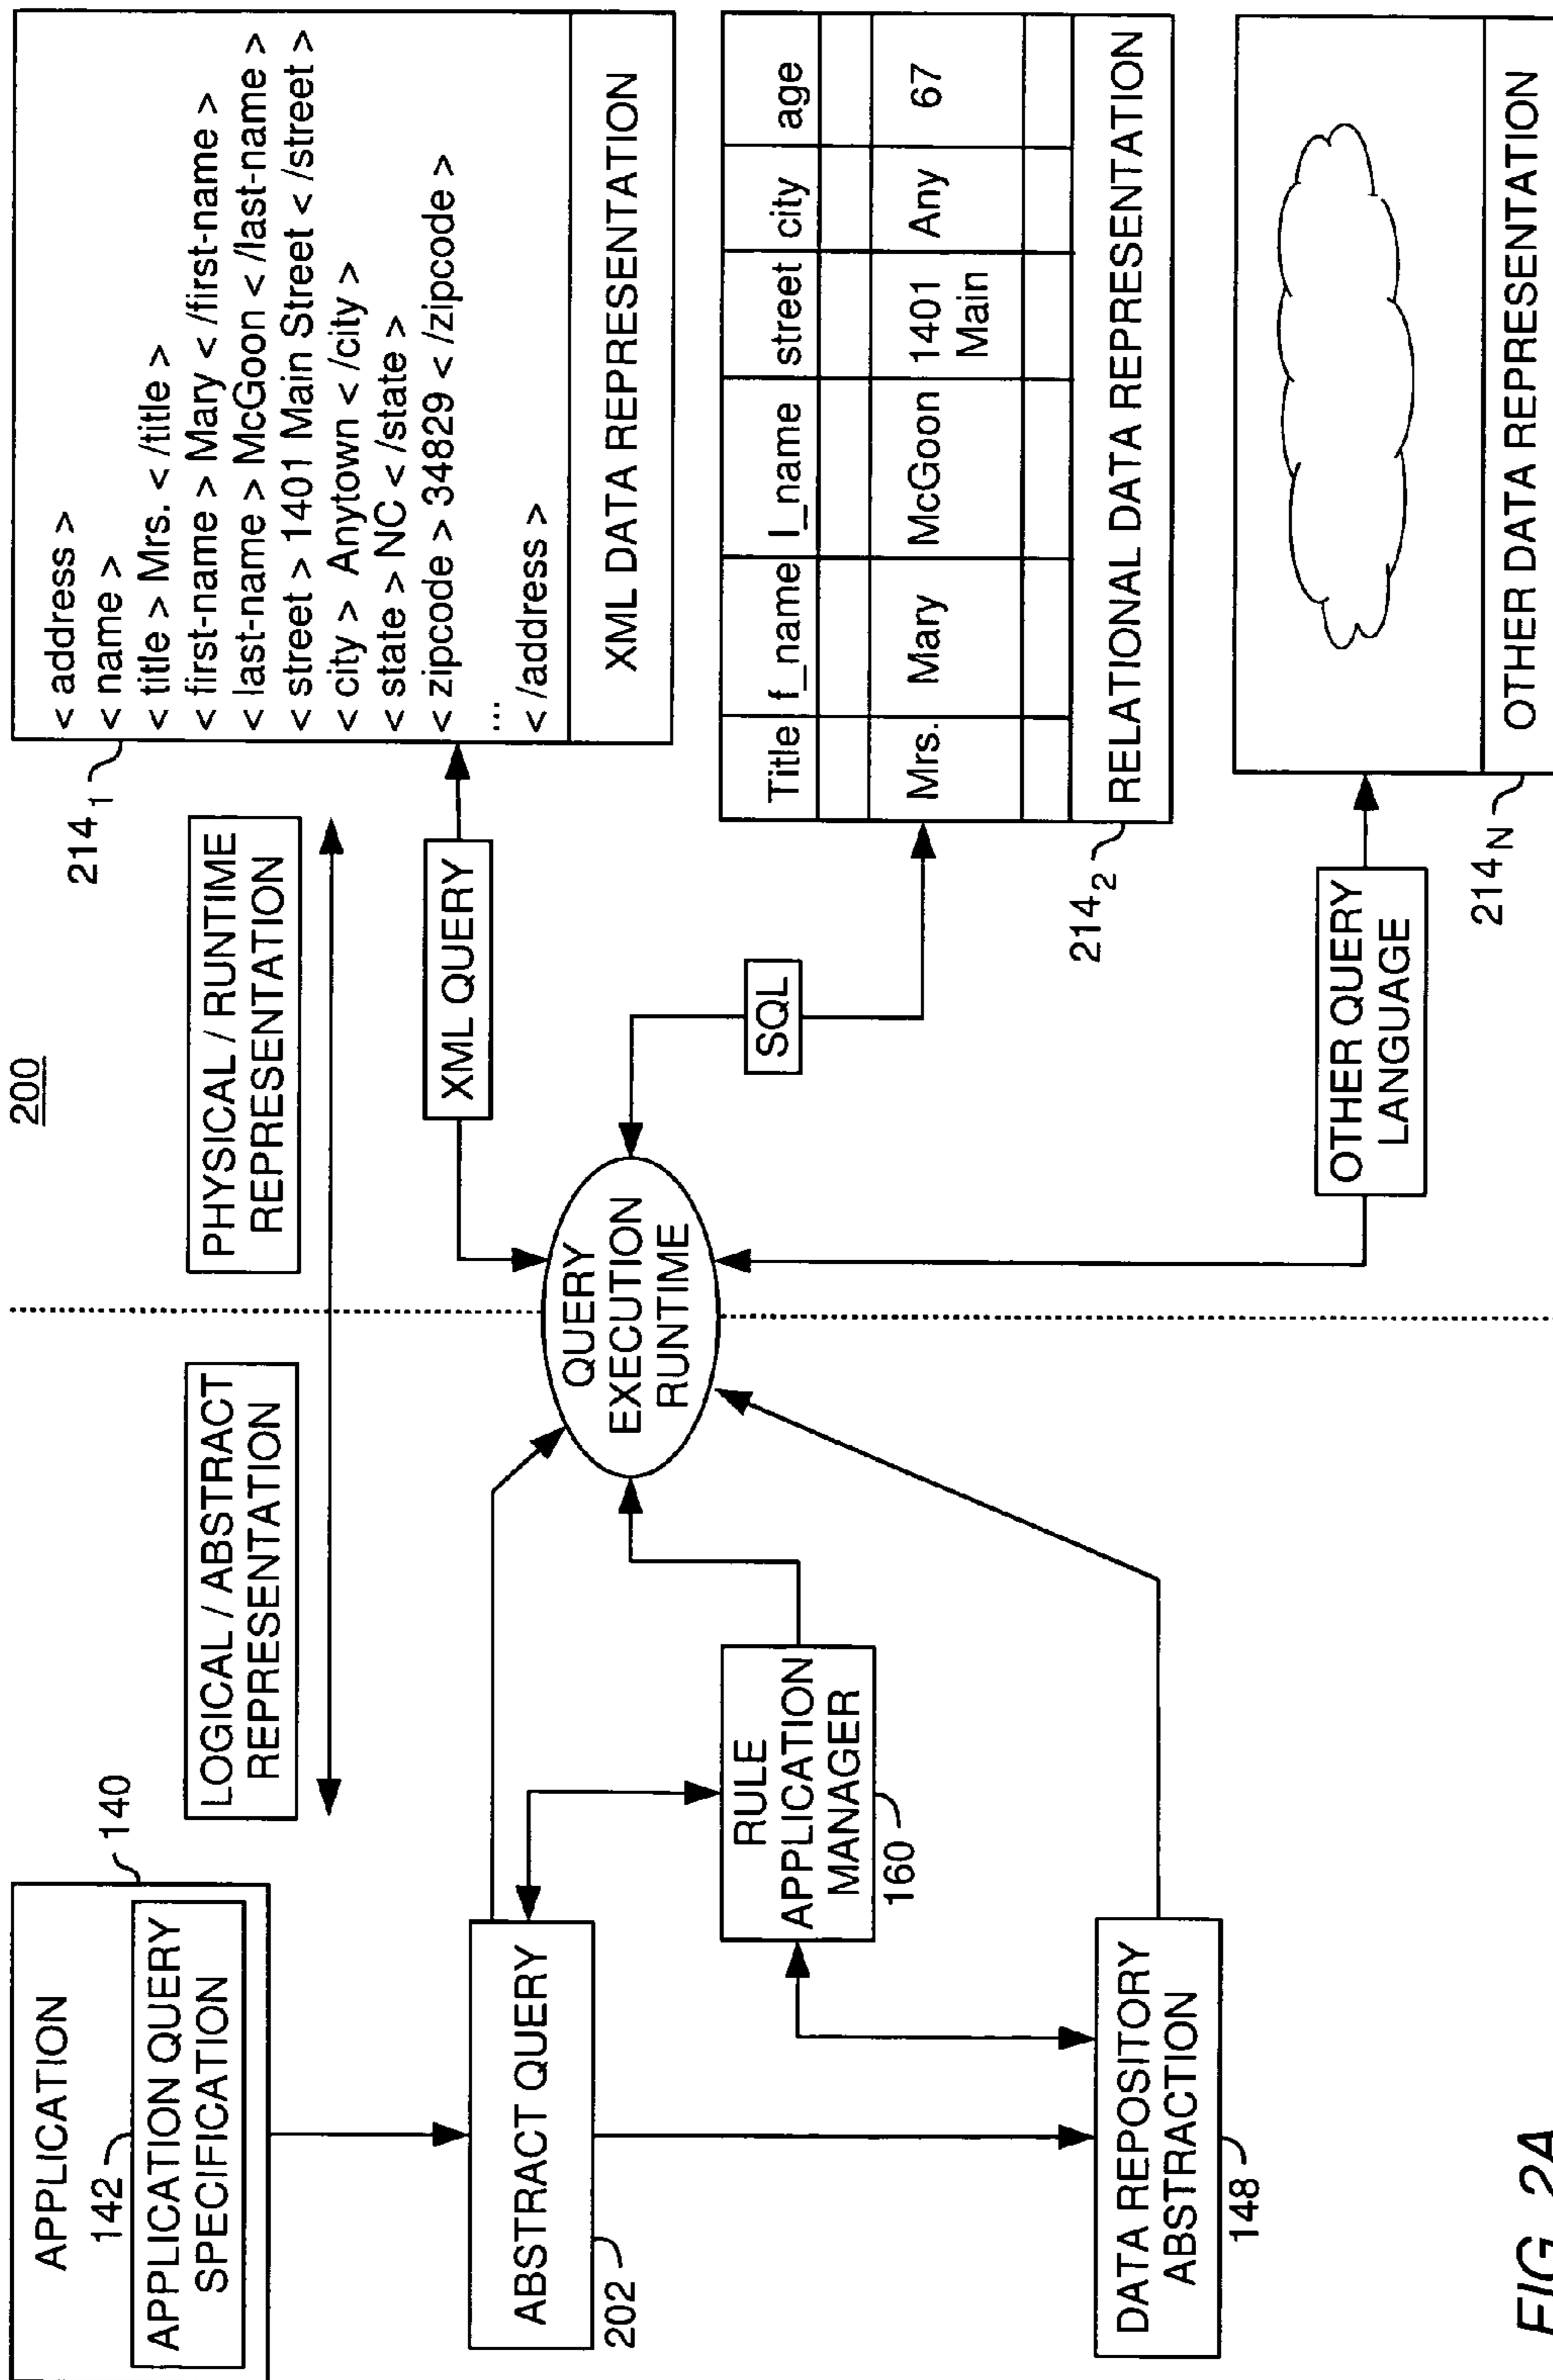 200
APPLICATION
142
APPLICATION QUERY
SPECIFICATION
140
LOGICAL / ABSTRACT
REPRESENTATION
PHYSICAL / RUNTIME
REPRESENTATION
ABSTRACT QUERY
202
RULE
APPLICATION
MANAGER
160
DATA REPOSITORY
ABSTRACTION
148
QUERY
EXECUTION
RUNTIME
XML QUERY
SQL
OTHER QUERY
LANGUAGE
214₁
< address >
< name >
< title > Mrs. < /title >
< first-name > Mary < /first-name >
< last-name > McGoon < /last-name >
< street > 1401 Main Street < /street >
< city > Anytown < /city >
< state > NC < /state >
< zipcode > 34829 < /zipcode >
...
< /address >
XML DATA REPRESENTATION
Title f_name l_name street city age
Mrs. Mary McGoon 1401 Any 67
Main
RELATIONAL DATA REPRESENTATION
214₂
OTHER DATA REPRESENTATION
214N
FIG. 2A